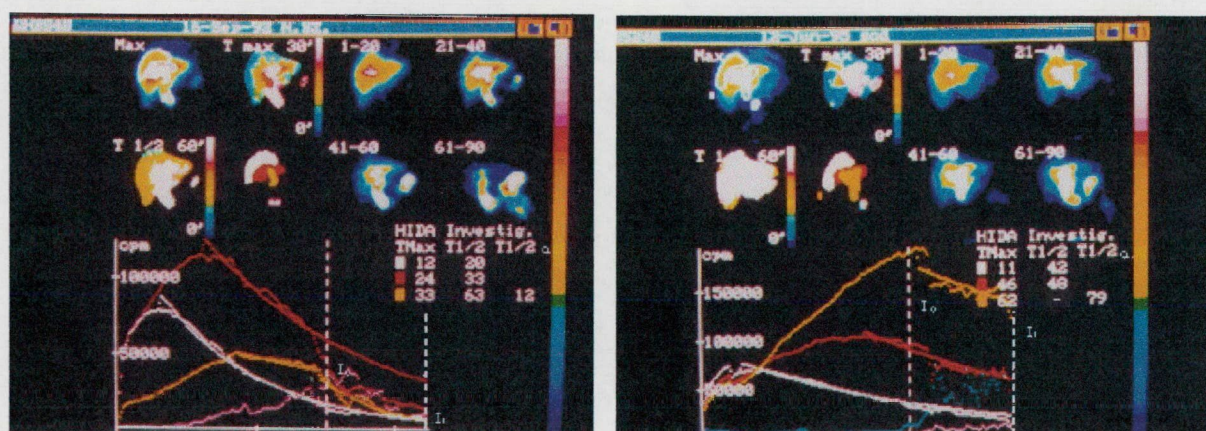 Max T max 30' 1-20 21-40
0'
T 1/2 60' 41-60 61-90
0'
HIDA Investig.
TMax T1/2 T1/2
12 20
24 33
33 63 12
cpm
100000
50000
Max T max 30' 1-20 21-40
0'
60' 41-60 61-90
0'
HIDA Investig.
TMax T1/2 T1/2
11 42
46 48
62 - 79
cpm
150000
100000
50000